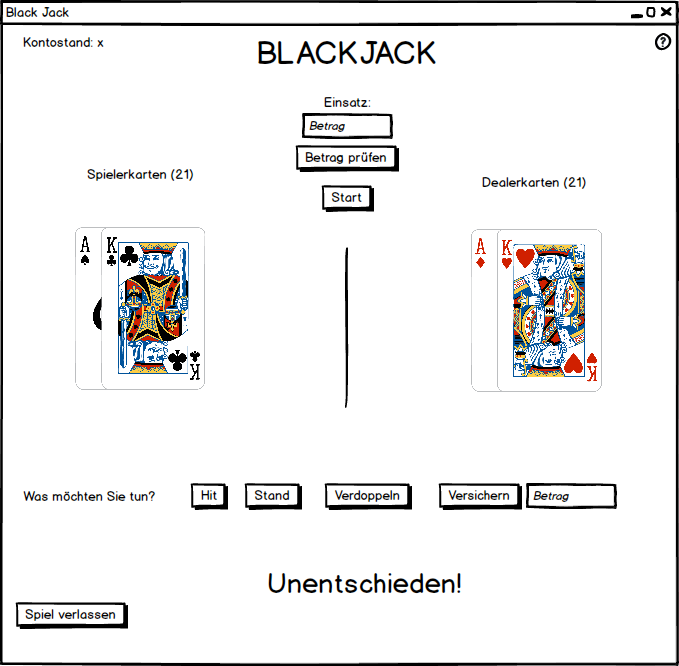 Black Jack
Kontostand: x
?
BLACKJACK
Einsatz:
Betrag
Betrag prüfen
Start
Spielerkarten (21)
Dealerkarten (21)
A K
K
A K
K
Was möchten Sie tun? Hit Stand Verdoppeln Versichern Betrag
Unentschieden!
Spiel verlassen